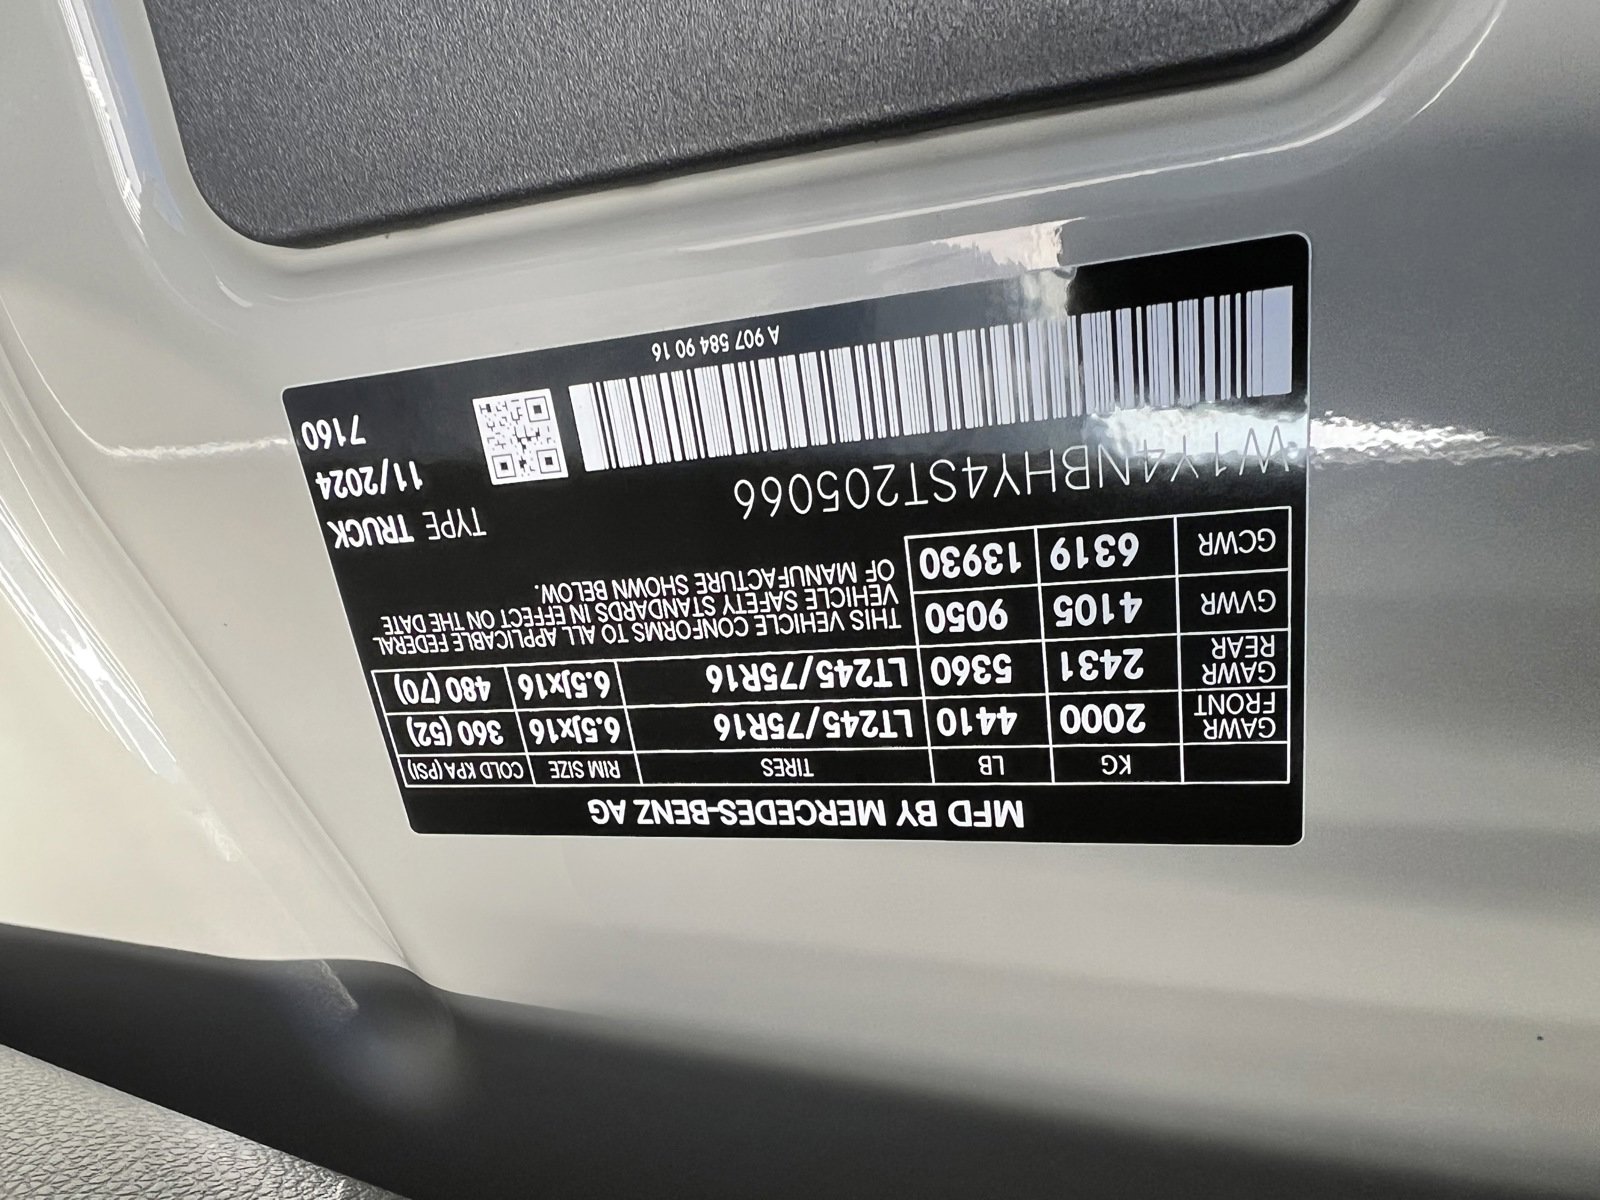 MFD BY MERCEDES-BENZ AG
KG LB TIRES RIM SIZE COLD KPA (PSI)
GAWR FRONT 2000 4410 LT245/75R16 6.5Jx16 360 (52)
GAWR REAR 2431 5360 LT245/75R16 6.5Jx16 480 (70)
GVWR 4105 9050
GCWR 6319 13930
THIS VEHICLE CONFORMS TO ALL APPLICABLE FEDERAL
VEHICLE SAFETY STANDARDS IN EFFECT ON THE DATE
OF MANUFACTURE SHOWN BELOW.
W1Y4NBHY4ST205066
TYPE TRUCK
11/2024
7160
A 907 584 90 16